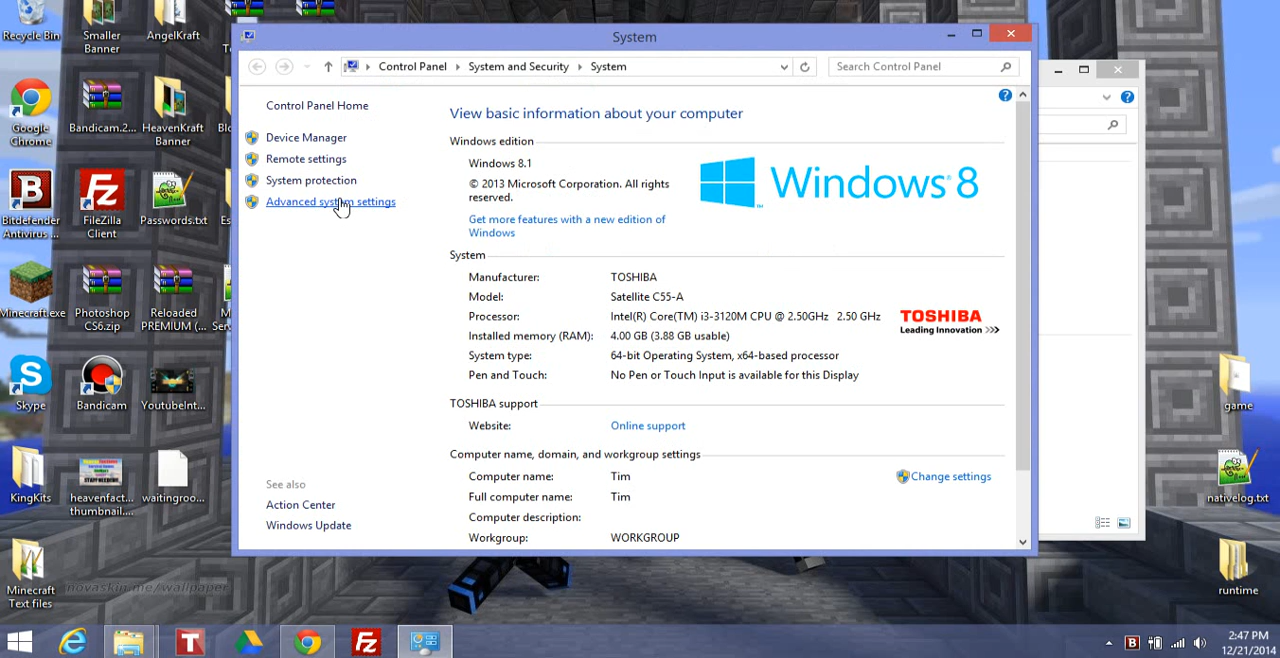 System
Control Panel
System and Security
System
Search Control Panel
Control Panel Home
Device Manager
Remote settings
System protection
Advanced system settings
See also
Action Center
Windows Update
View basic information about your computer
Windows edition
Windows 8.1
© 2013 Microsoft Corporation. All rights
reserved.
Get more features with a new edition of
Windows
Windows 8
System
Manufacturer: TOSHIBA
Model: Satellite C55-A
Processor: Intel(R) Core(TM) i3-3120M CPU @ 2.50GHz 2.50 GHz
Installed memory (RAM): 4.00 GB (3.88 GB usable)
System type: 64-bit Operating System, x64-based processor
Pen and Touch: No Pen or Touch Input is available for this Display
TOSHIBA
Leading Innovation >>>
TOSHIBA support
Website: Online support
Computer name, domain, and workgroup settings
Computer name: Tim
Change settings
Full computer name: Tim
Computer description:
Workgroup: WORKGROUP
Recycle Bin
Smaller
Banner
AngelKraft
Google
Chrome
Bandicam.2...
HeavenKraft
Banner
Bitdefender
Antivirus ...
FileZilla
Client
Passwords.txt
Minecraft.exe
Photoshop
CS6.zip
Reloaded
PREMIUM (...
Skype
Bandicam
YoutubeInt...
KingKits
heavenfact...
thumbnail....
waitingroo...
Minecraft
Text files
novaskin.me/wallpaper
game
nativelog.txt
runtime
2:47 PM
12/21/2014